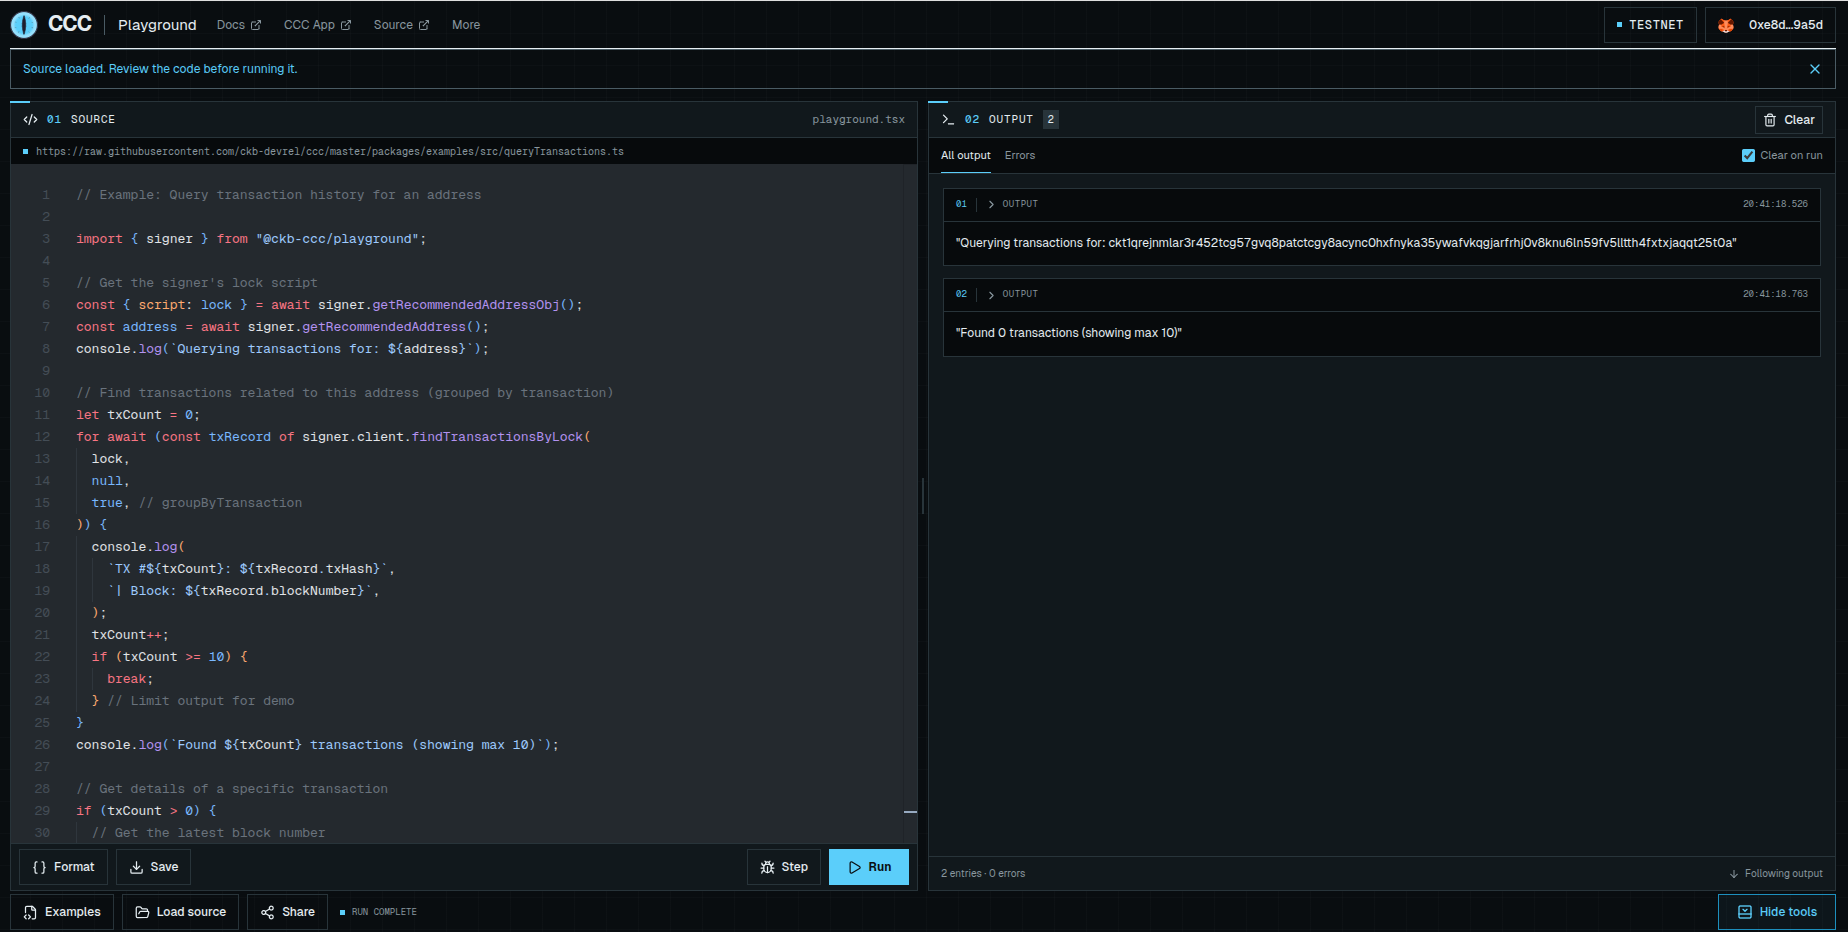 CCC Playground Docs CCC App Source More TESTNET 0xe8d...9a5d
Source loaded. Review the code before running it.
01 SOURCE playground.tsx
https://raw.githubusercontent.com/ckb-devrel/ccc/master/packages/examples/src/queryTransactions.ts
1 // Example: Query transaction history for an address
2
3 import { signer } from "@ckb-ccc/playground";
4
5 // Get the signer's lock script
6 const { script: lock } = await signer.getRecommendedAddressObj();
7 const address = await signer.getRecommendedAddress();
8 console.log(`Querying transactions for: ${address}`);
9
10 // Find transactions related to this address (grouped by transaction)
11 let txCount = 0;
12 for await (const txRecord of signer.client.findTransactionsByLock(
13 lock,
14 null,
15 true, // groupByTransaction
16 )) {
17 console.log(
18 `TX #${txCount}: ${txRecord.txHash}`,
19 `| Block: ${txRecord.blockNumber}`,
20 );
21 txCount++;
22 if (txCount >= 10) {
23 break;
24 } // Limit output for demo
25 }
26 console.log(`Found ${txCount} transactions (showing max 10)`);
27
28 // Get details of a specific transaction
29 if (txCount > 0) {
30 // Get the latest block number
Format Save Step Run
02 OUTPUT 2 Clear
All output Errors Clear on run
01 OUTPUT 20:41:18.526
"Querying transactions for: ckt1qrejnmlar3r452tcg57gvq8patctcgy8acync0hxfnyka35ywafvkqgjarfrhj0v8knu6ln59fv5lltth4fxtxjaqqt25t0a"
02 OUTPUT 20:41:18.763
"Found 0 transactions (showing max 10)"
2 entries · 0 errors Following output
Examples Load source Share RUN COMPLETE Hide tools